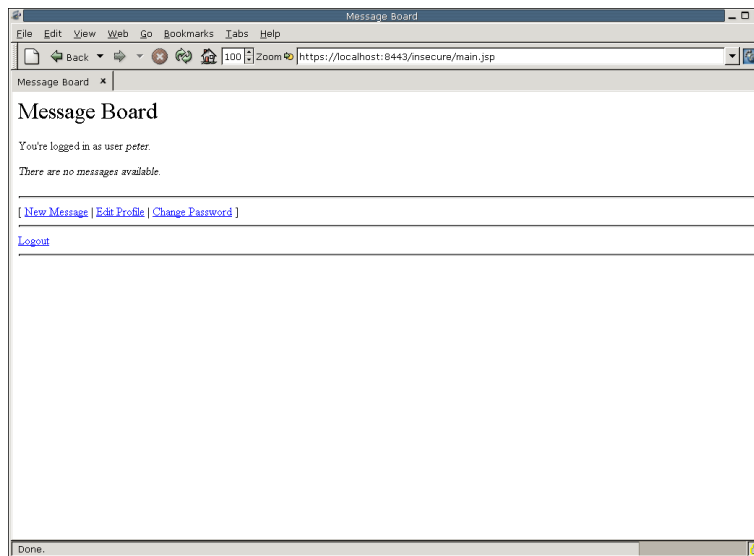 Message Board
File Edit View Web Go Bookmarks Tabs Help
Back 100 Zoom https://localhost:8443/insecure/main.jsp
Message Board
Message Board
You're logged in as user peter.
There are no messages available.
[ New Message | Edit Profile | Change Password ]
Logout
Done.